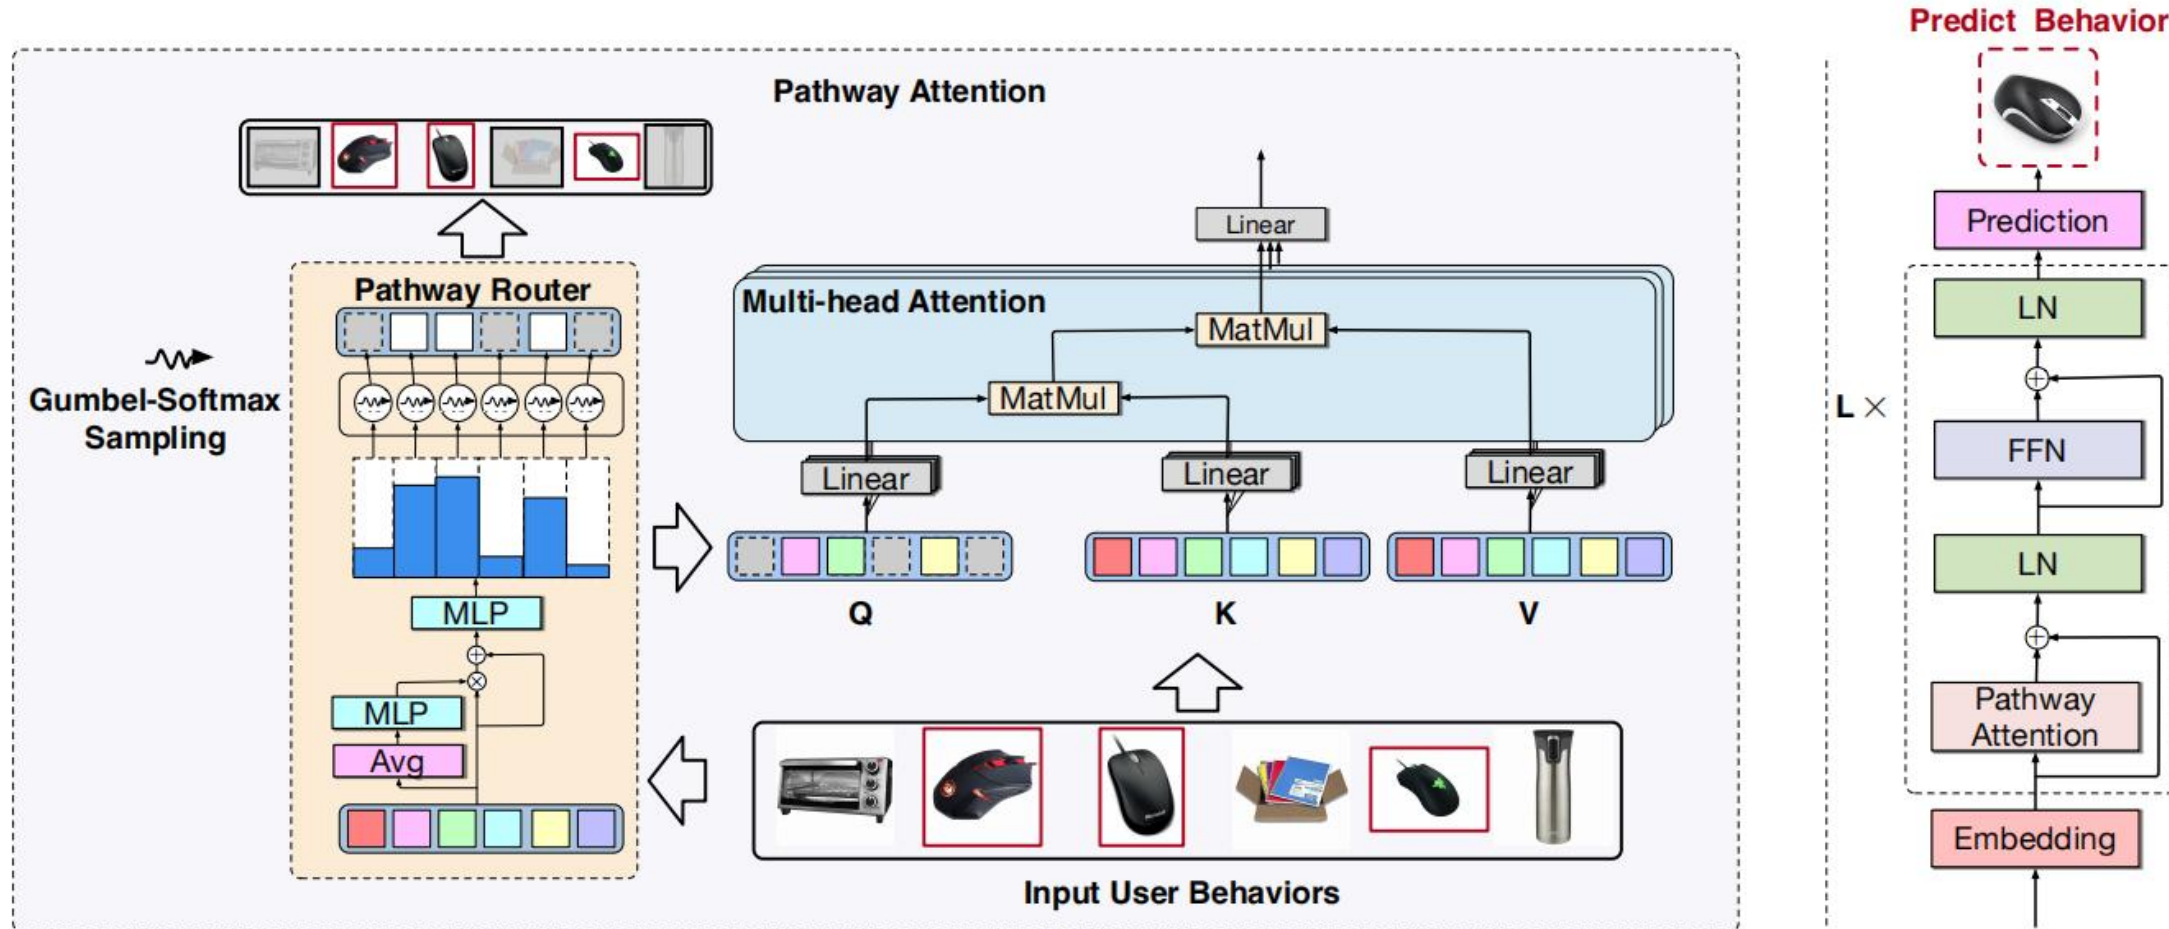 Predict Behavior
Pathway Attention
Linear
Pathway Router
Multi-head Attention
MatMul
MatMul
Gumbel-Softmax
Sampling
Linear
Linear
Linear
MLP
Q
K
V
MLP
Avg
Input User Behaviors
Prediction
LN
L ×
FFN
LN
Pathway
Attention
Embedding